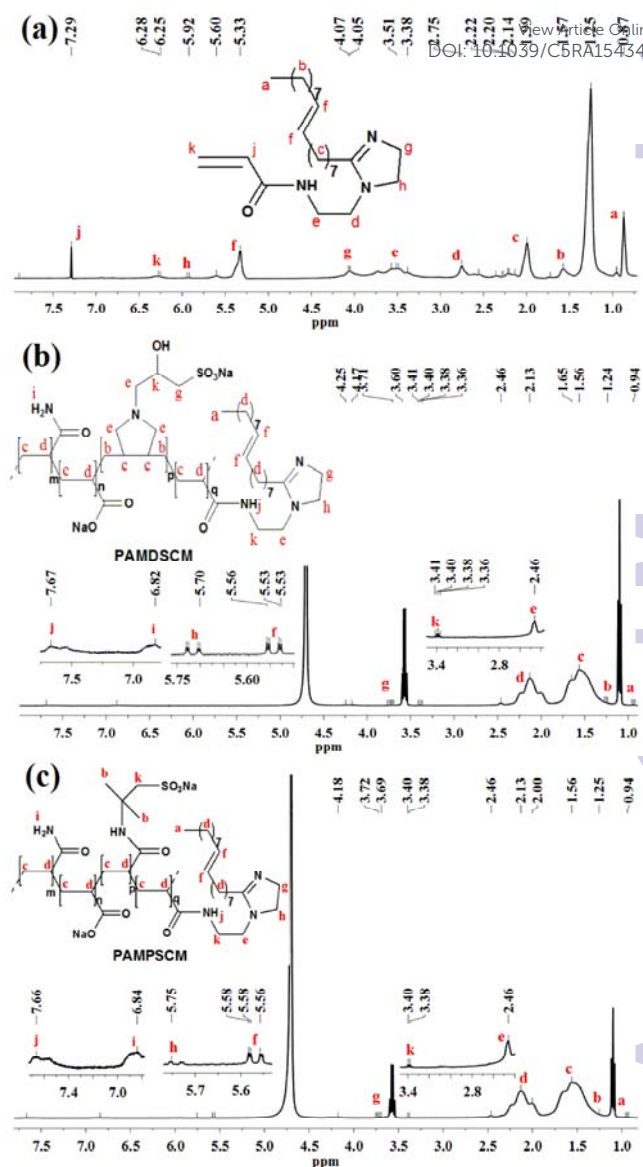 (a)
7.29 6.28 6.25 5.92 5.60 5.33 4.07 4.05 3.51 3.38 2.75 2.22 2.20 2.14 1.99 1.57
View Article Online
DOI: 10.1039/C5RA15434
a b 7 f
f c 7 N g
k j
O NH N h
e d
j k h f g e d c b a
7.5 7.0 6.5 6.0 5.5 5.0 4.5 4.0 3.5 3.0 2.5 2.0 1.5 1.0
ppm
(b)
4.25 4.17 3.71 3.60 3.41 3.40 3.38 3.36 2.46 2.13 1.65 1.56 1.24 0.94
OH
e k SO₃Na
g
i H₂N O
N
e e
a d 7 f
f d 7 N g
c d m c d n b c c b p c d q
O NH j N h
NaO O
k e
PAMDSCM
7.67 6.82 5.70 5.56 5.53 5.53
j i h f
7.5 7.0 5.75 5.60
3.41 3.40 3.38 3.36 2.46
k e
3.4 2.8
g d c b a
7.5 7.0 6.5 6.0 5.5 5.0 4.5 4.0 3.5 3.0 2.5 2.0 1.5 1.0
ppm
(c)
4.18 3.72 3.69 3.40 3.38 2.46 2.13 2.00 1.56 1.25 0.94
b k SO₃Na
b
i H₂N O
NH
O
a d 7 f
f d 7 N g
c d m c d n c d p c d q
O NH j N h
NaO O
k e
PAMPSCM
7.66 6.84 5.75 5.58 5.58 5.56
j i h f
7.4 7.0 5.7 5.6
3.40 3.38 2.46
k e
3.4 2.8
g d c b a
7.5 7.0 6.5 6.0 5.5 5.0 4.5 4.0 3.5 3.0 2.5 2.0 1.5 1.0
ppm